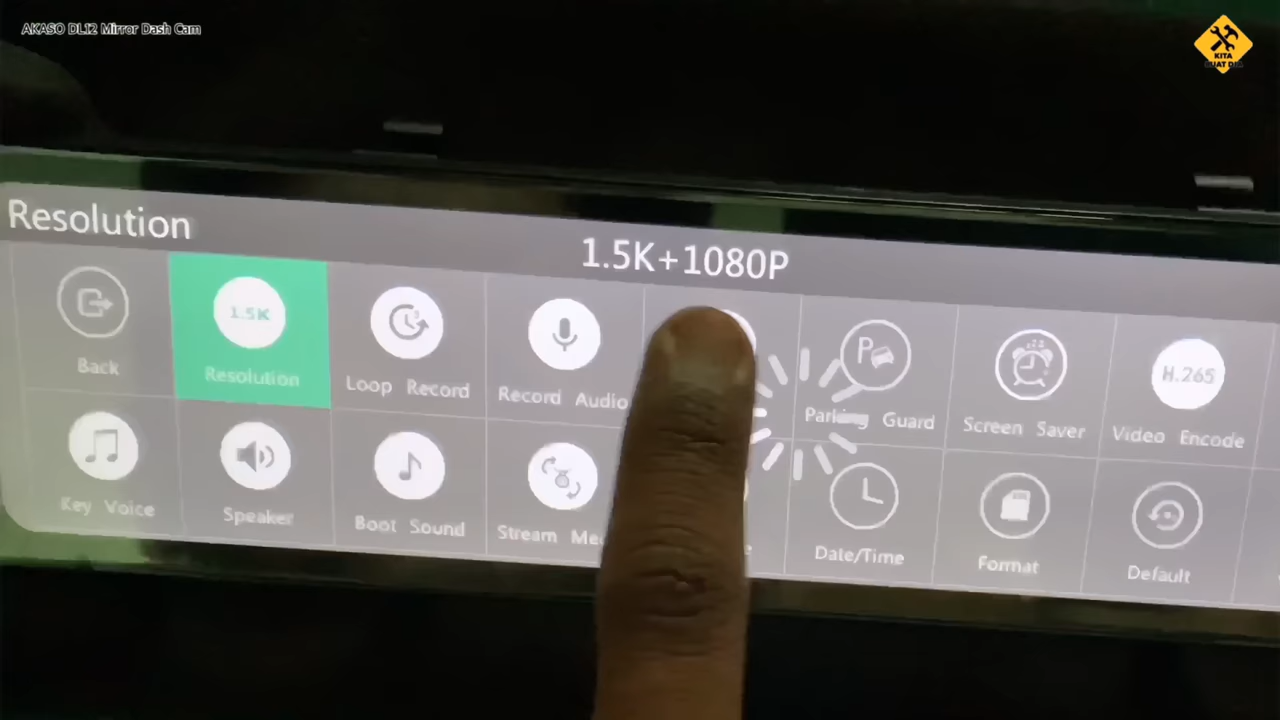 AKASO DL12 Mirror Dash Cam
KITA
Resolution
1.5K+1080P
1.5K
Back
Resolution
Loop Record
Record Audio
P
Parking Guard
Screen Saver
H.265
Video Encode
Key Voice
Speaker
Boot Sound
Stream
Date/Time
Format
Default